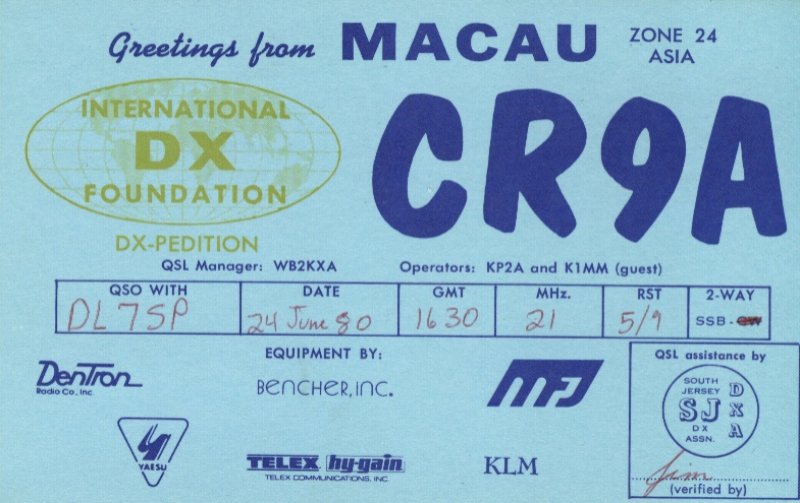 Greetings from MACAU ZONE 24 ASIA
INTERNATIONAL
DX
FOUNDATION
DX-PEDITION
CR9A
QSL Manager: WB2KXA Operators: KP2A and K1MM (guest)
QSO WITH DATE GMT MHz. RST 2-WAY
DL7SP 24 June 80 1630 21 5/9 SSB-CW
EQUIPMENT BY:
DenTron
Radio Co., Inc.
BENCHER, INC.
MFJ
YAESU
TELEX hy-gain
TELEX COMMUNICATIONS, INC.
KLM
QSL assistance by
SOUTH
JERSEY
SJ
DX
ASSN.
DXA
Jim
(verified by)